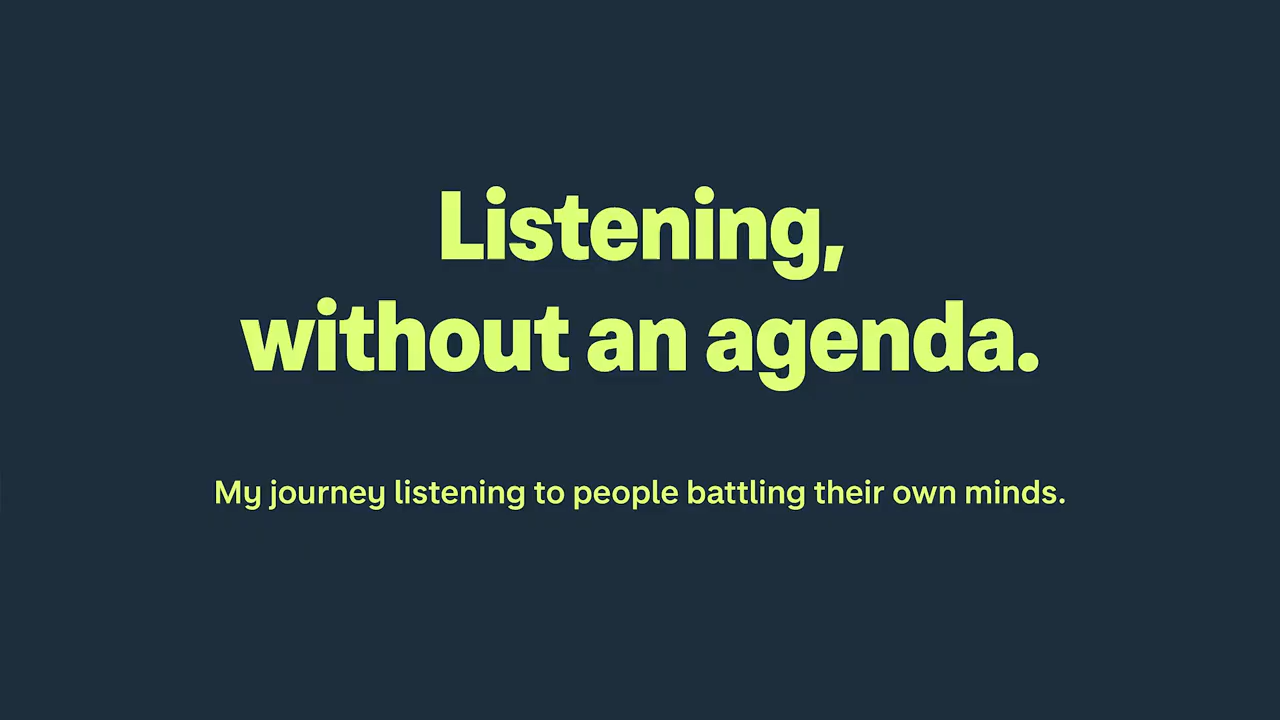 Listening,
without an agenda.
My journey listening to people battling their own minds.